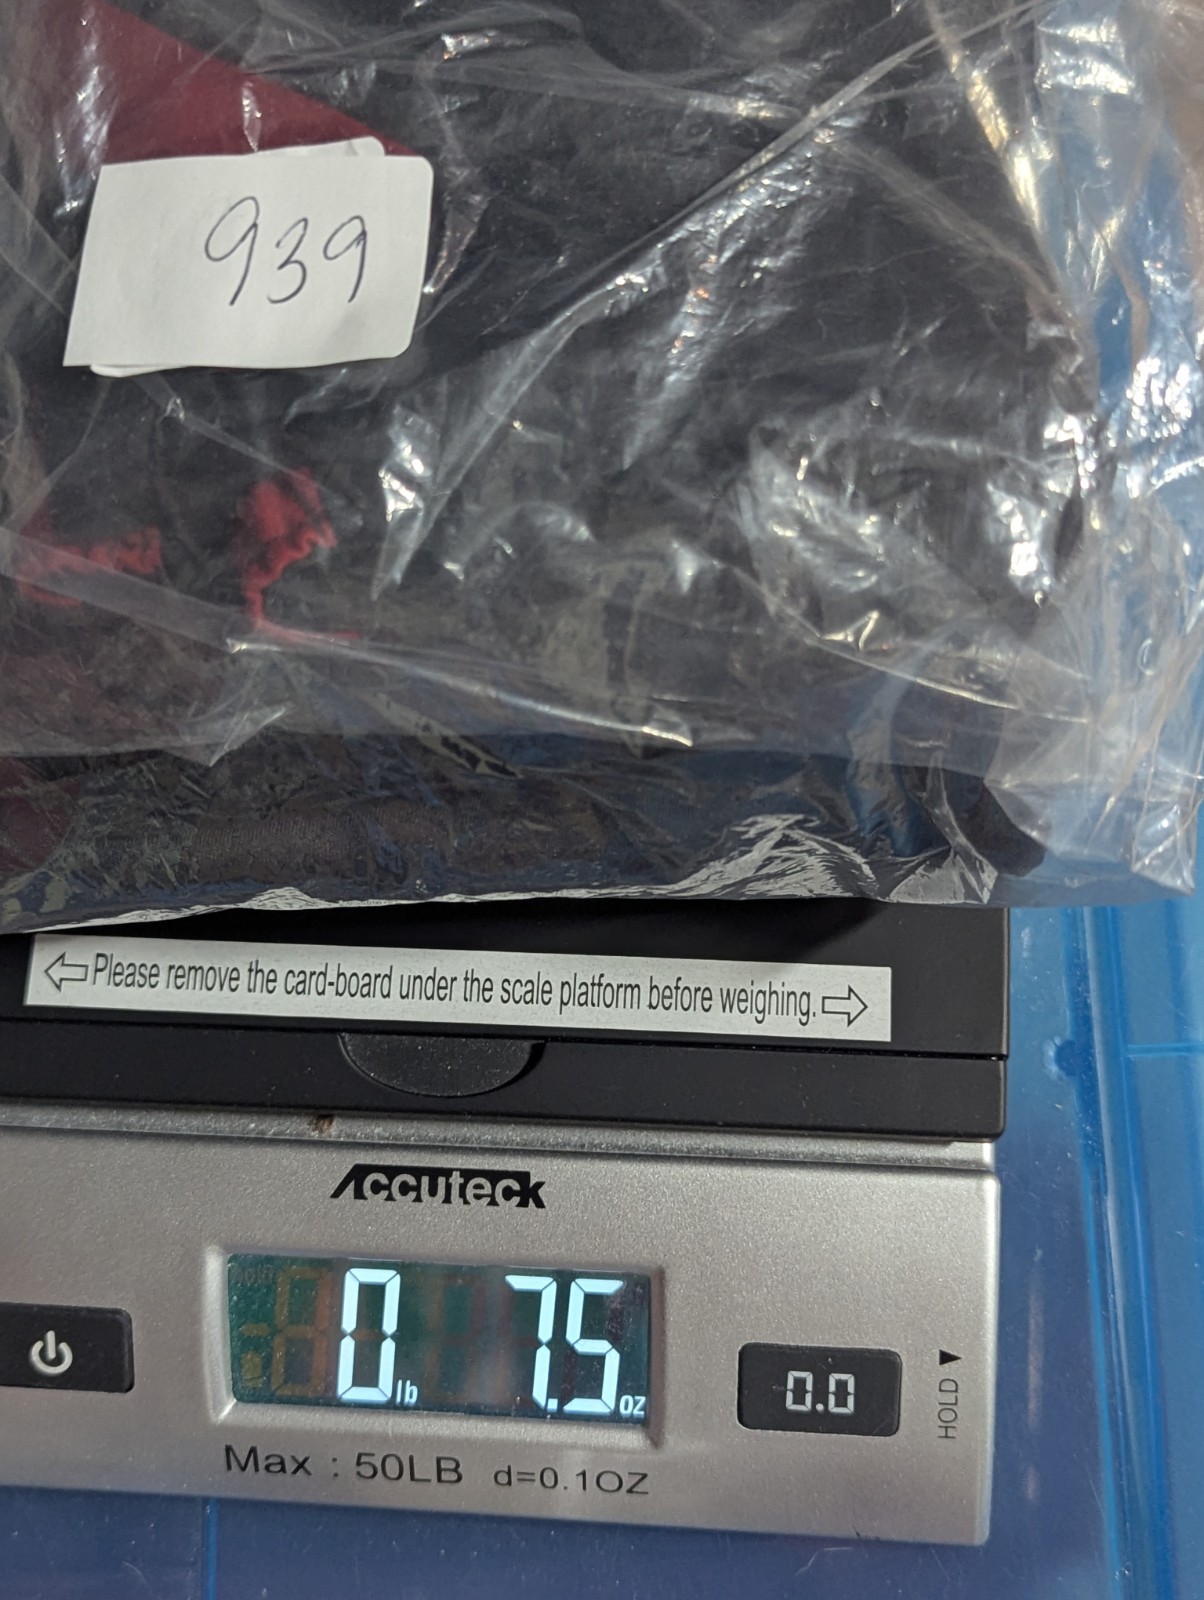 939
Please remove the card-board under the scale platform before weighing.
Accuteck
0 lb 7.5 oz
0.0
HOLD
Max : 50LB d=0.1OZ